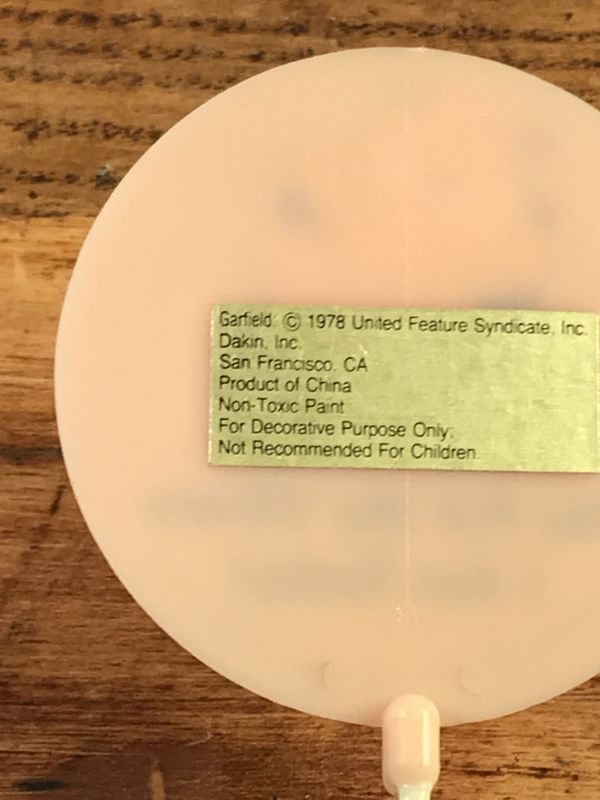 Garfield: © 1978 United Feature Syndicate, Inc.
Dakin, Inc.
San Francisco, CA
Product of China
Non-Toxic Paint
For Decorative Purpose Only;
Not Recommended For Children